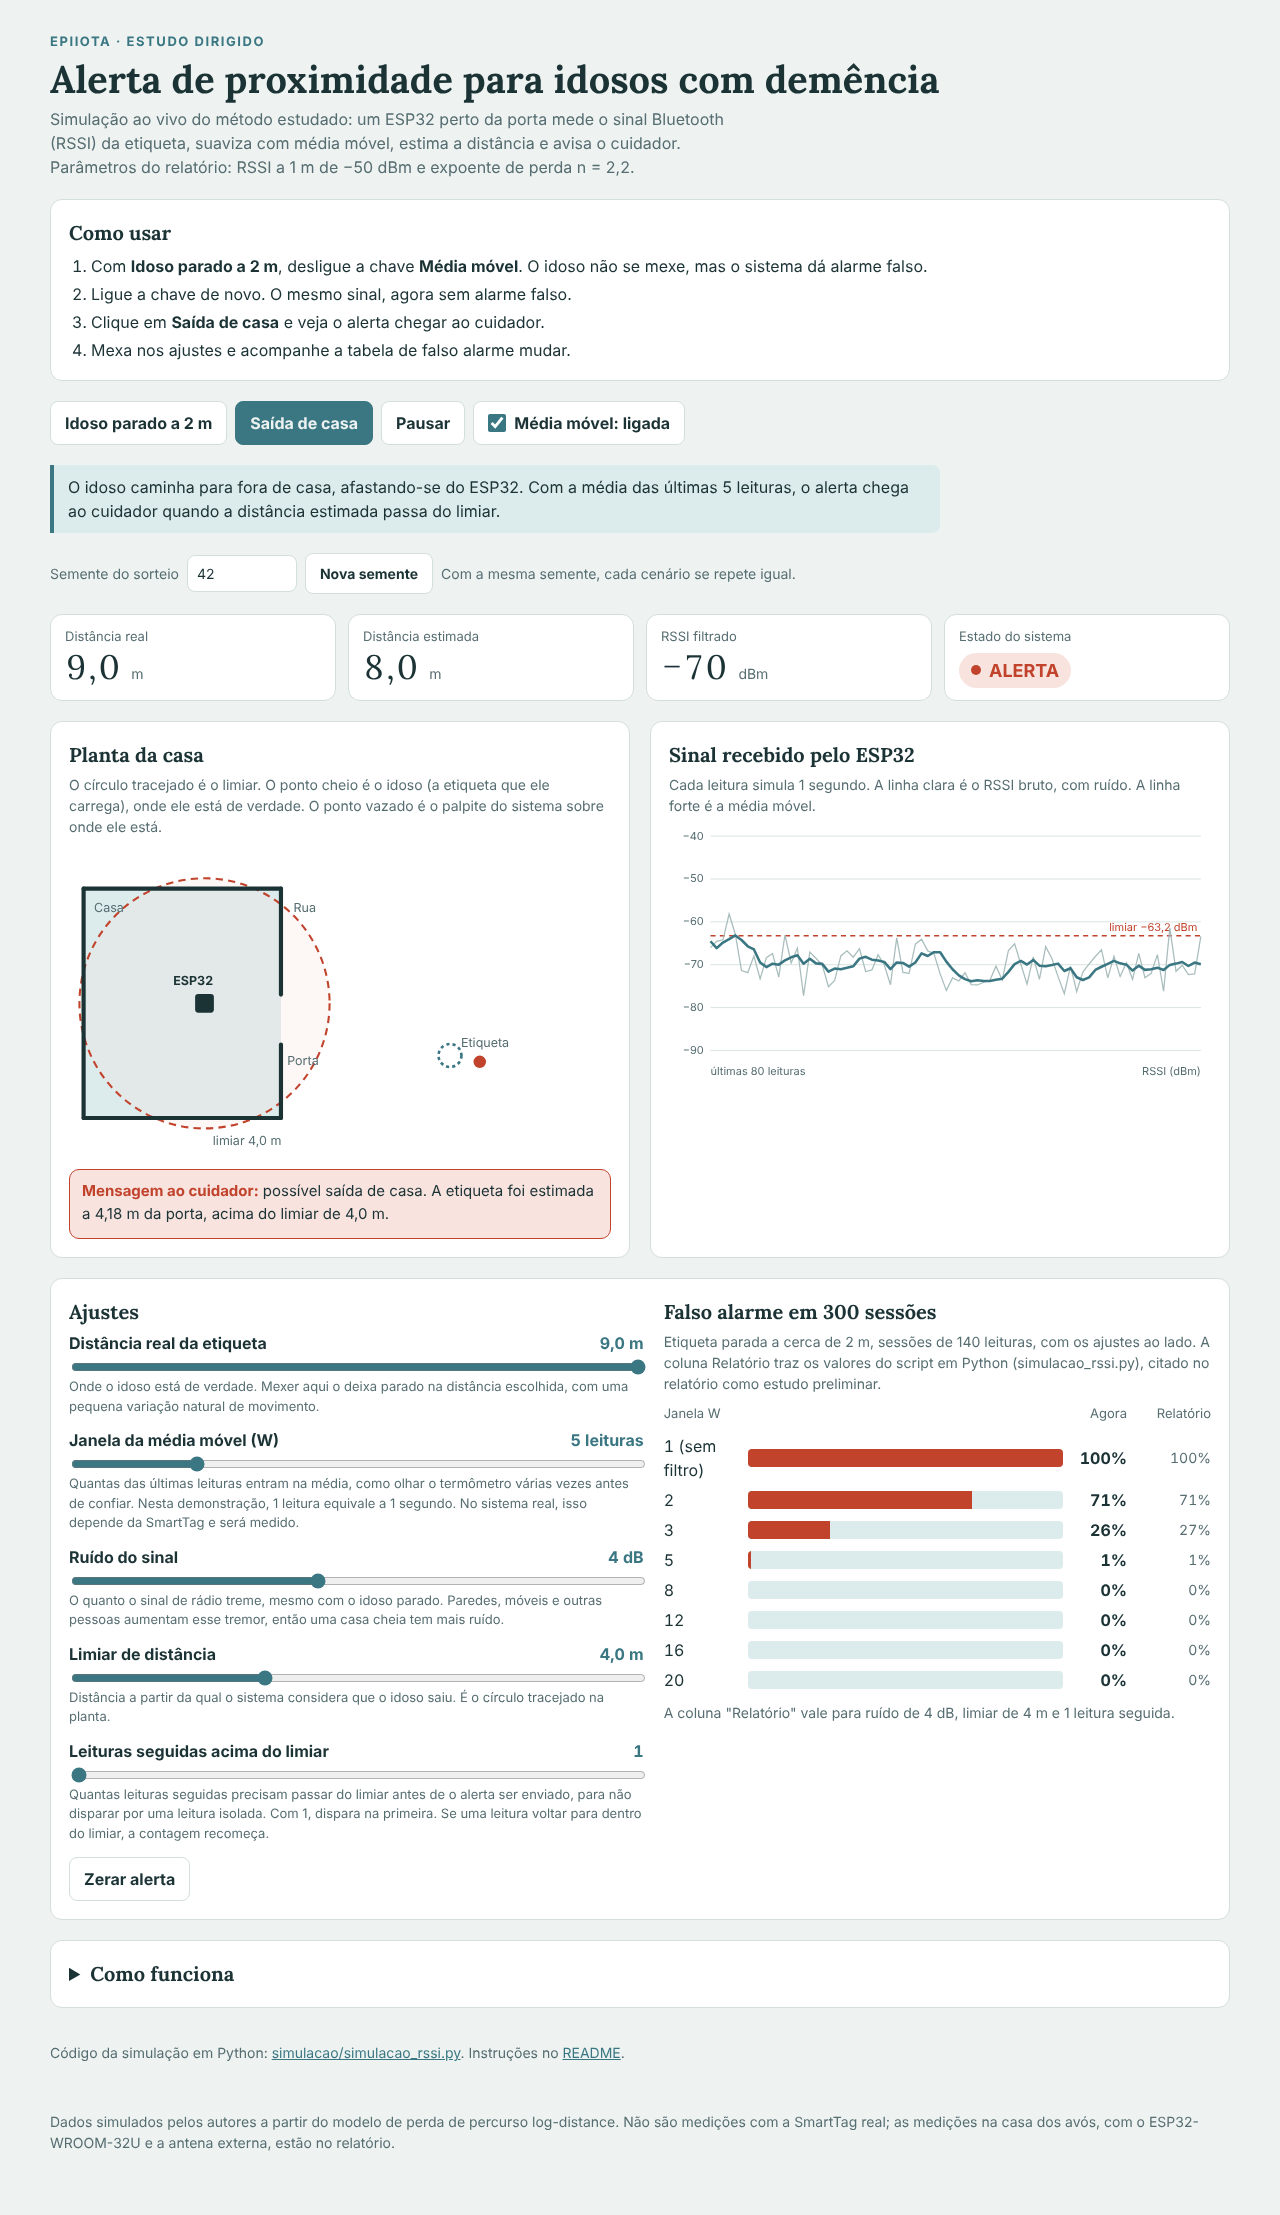 EPIIOTA · ESTUDO DIRIGIDO
Alerta de proximidade para idosos com demência
Simulação ao vivo do método estudado: um ESP32 perto da porta mede o sinal Bluetooth
(RSSI) da etiqueta, suaviza com média móvel, estima a distância e avisa o cuidador.
Parâmetros do relatório: RSSI a 1 m de −50 dBm e expoente de perda n = 2,2.
Como usar
1. Com Idoso parado a 2 m, desligue a chave Média móvel. O idoso não se mexe, mas o sistema dá alarme falso.
2. Ligue a chave de novo. O mesmo sinal, agora sem alarme falso.
3. Clique em Saída de casa e veja o alerta chegar ao cuidador.
4. Mexa nos ajustes e acompanhe a tabela de falso alarme mudar.
Idoso parado a 2 m
Saída de casa
Pausar
Média móvel: ligada
O idoso caminha para fora de casa, afastando-se do ESP32. Com a média das últimas 5 leituras, o alerta chega
ao cuidador quando a distância estimada passa do limiar.
Semente do sorteio
42
Nova semente
Com a mesma semente, cada cenário se repete igual.
Distância real
9,0 m
Distância estimada
8,0 m
RSSI filtrado
−70 dBm
Estado do sistema
ALERTA
Planta da casa
O círculo tracejado é o limiar. O ponto cheio é o idoso (a etiqueta que ele
carrega), onde ele está de verdade. O ponto vazado é o palpite do sistema sobre
onde ele está.
Casa
Rua
ESP32
Etiqueta
Porta
limiar 4,0 m
Mensagem ao cuidador: possível saída de casa. A etiqueta foi estimada
a 4,18 m da porta, acima do limiar de 4,0 m.
Sinal recebido pelo ESP32
Cada leitura simula 1 segundo. A linha clara é o RSSI bruto, com ruído. A linha
forte é a média móvel.
−40
−50
−60
limiar −63,2 dBm
−70
−80
−90
últimas 80 leituras
RSSI (dBm)
Ajustes
Distância real da etiqueta 9,0 m
Onde o idoso está de verdade. Mexer aqui o deixa parado na distância escolhida, com uma
pequena variação natural de movimento.
Janela da média móvel (W) 5 leituras
Quantas das últimas leituras entram na média, como olhar o termômetro várias vezes antes
de confiar. Nesta demonstração, 1 leitura equivale a 1 segundo. No sistema real, isso
depende da SmartTag e será medido.
Ruído do sinal 4 dB
O quanto o sinal de rádio treme, mesmo com o idoso parado. Paredes, móveis e outras
pessoas aumentam esse tremor, então uma casa cheia tem mais ruído.
Limiar de distância 4,0 m
Distância a partir da qual o sistema considera que o idoso saiu. É o círculo tracejado na
planta.
Leituras seguidas acima do limiar 1
Quantas leituras seguidas precisam passar do limiar antes de o alerta ser enviado, para não
disparar por uma leitura isolada. Com 1, dispara na primeira. Se uma leitura voltar para dentro
do limiar, a contagem recomeça.
Zerar alerta
Falso alarme em 300 sessões
Etiqueta parada a cerca de 2 m, sessões de 140 leituras, com os ajustes ao lado. A
coluna Relatório traz os valores do script em Python (simulacao_rssi.py), citado no
relatório como estudo preliminar.
Janela W Agora Relatório
1 (sem
filtro) 100% 100%
2 71% 71%
3 26% 27%
5 1% 1%
8 0% 0%
12 0% 0%
16 0% 0%
20 0% 0%
A coluna "Relatório" vale para ruído de 4 dB, limiar de 4 m e 1 leitura seguida.
Como funciona
Código da simulação em Python: simulacao/simulacao_rssi.py. Instruções no README.
Dados simulados pelos autores a partir do modelo de perda de percurso log-distance. Não são medições com a SmartTag real; as medições na casa dos avós, com o ESP32-
WROOM-32U e a antena externa, estão no relatório.